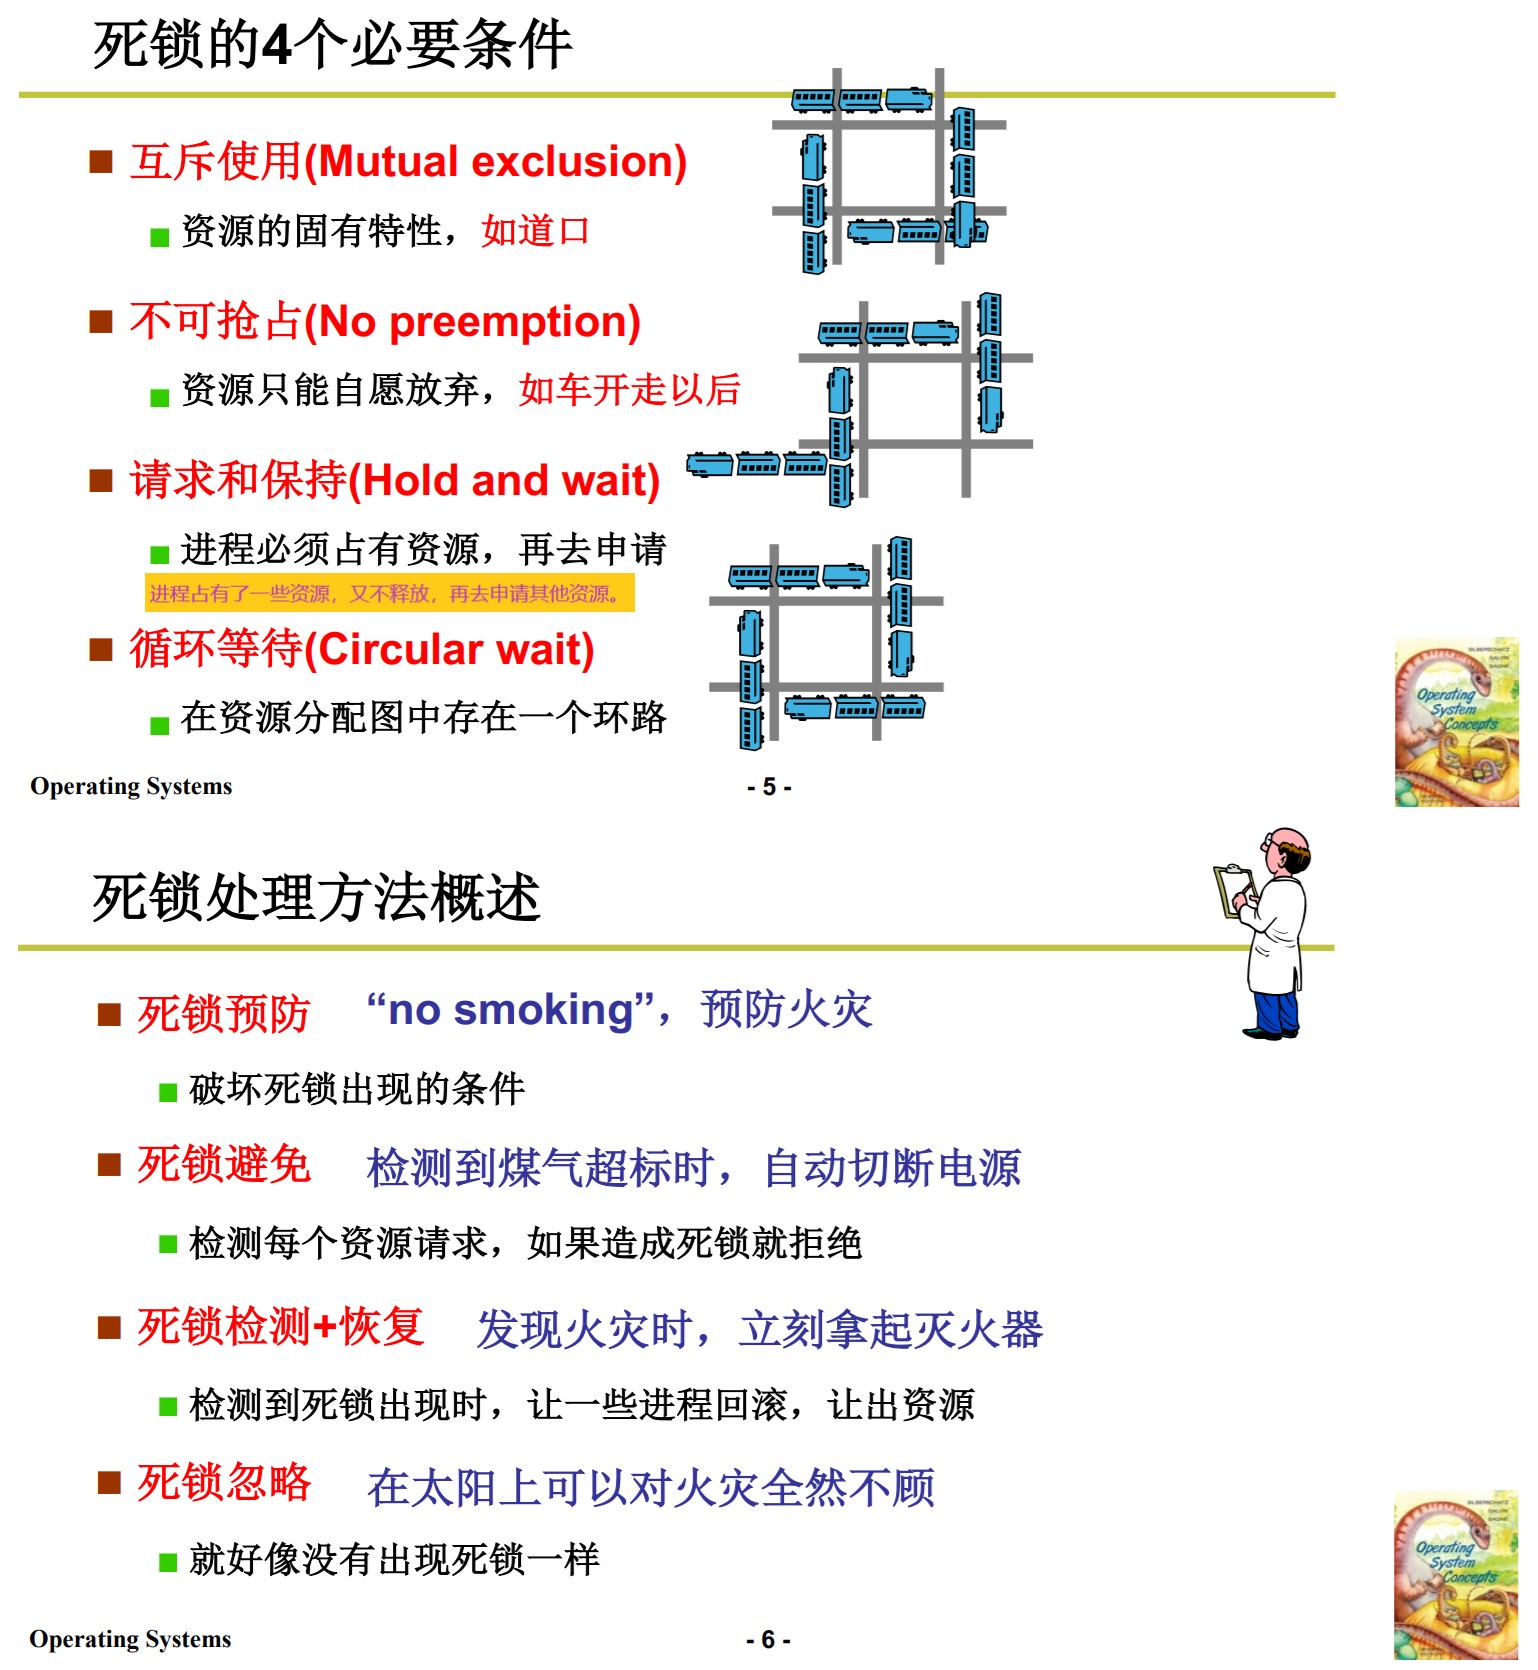 死锁的4个必要条件
互斥使用(Mutual exclusion)
资源的固有特性，如道口
不可抢占(No preemption)
资源只能自愿放弃，如车开走以后
请求和保持(Hold and wait)
进程必须占有资源，再去申请
进程占有了一些资源，又不释放，再去申请其他资源。
循环等待(Circular wait)
在资源分配图中存在一个环路
SILBERSCHATZ
GALVIN
GAGNE
Operating
System
Concepts
Operating Systems
- 5 -
死锁处理方法概述
死锁预防 “no smoking”，预防火灾
破坏死锁出现的条件
死锁避免 检测到煤气超标时，自动切断电源
检测每个资源请求，如果造成死锁就拒绝
死锁检测+恢复 发现火灾时，立刻拿起灭火器
检测到死锁出现时，让一些进程回滚，让出资源
死锁忽略 在太阳上可以对火灾全然不顾
就好像没有出现死锁一样
SILBERSCHATZ
GALVIN
GAGNE
Operating
System
Concepts
Operating Systems
- 6 -